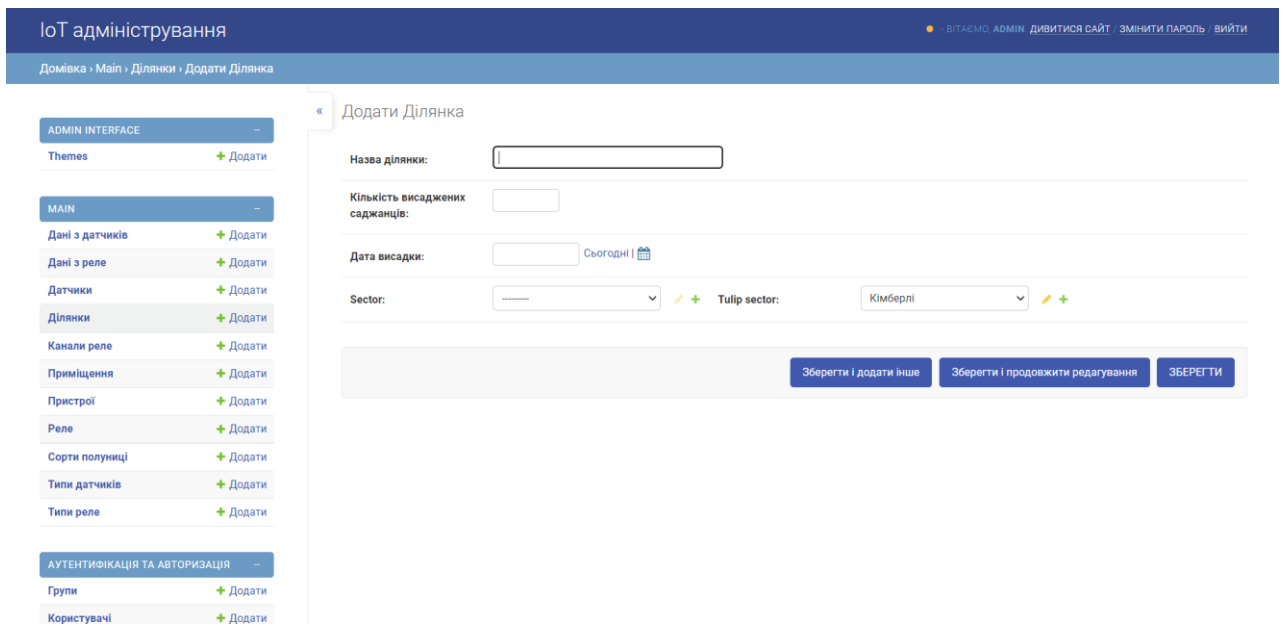 IoT адміністрування
- ВІТАЄМО, ADMIN. ДИВИТИСЯ САЙТ / ЗМІНИТИ ПАРОЛЬ / ВИЙТИ
Домівка › Main › Ділянки › Додати Ділянка
«
Додати Ділянка
ADMIN INTERFACE –
Themes + Додати
MAIN –
Дані з датчиків + Додати
Дані з реле + Додати
Датчики + Додати
Ділянки + Додати
Канали реле + Додати
Приміщення + Додати
Пристрої + Додати
Реле + Додати
Сорти полуниці + Додати
Типи датчиків + Додати
Типи реле + Додати
АУТЕНТИФІКАЦІЯ ТА АВТОРИЗАЦІЯ –
Групи + Додати
Користувачі + Додати
Назва ділянки:
Кількість висаджених
саджанців:
Дата висадки: Сьогодні |
Sector: --------- + Tulip sector: Кімберлі +
Зберегти і додати інше Зберегти і продовжити редагування ЗБЕРЕГТИ